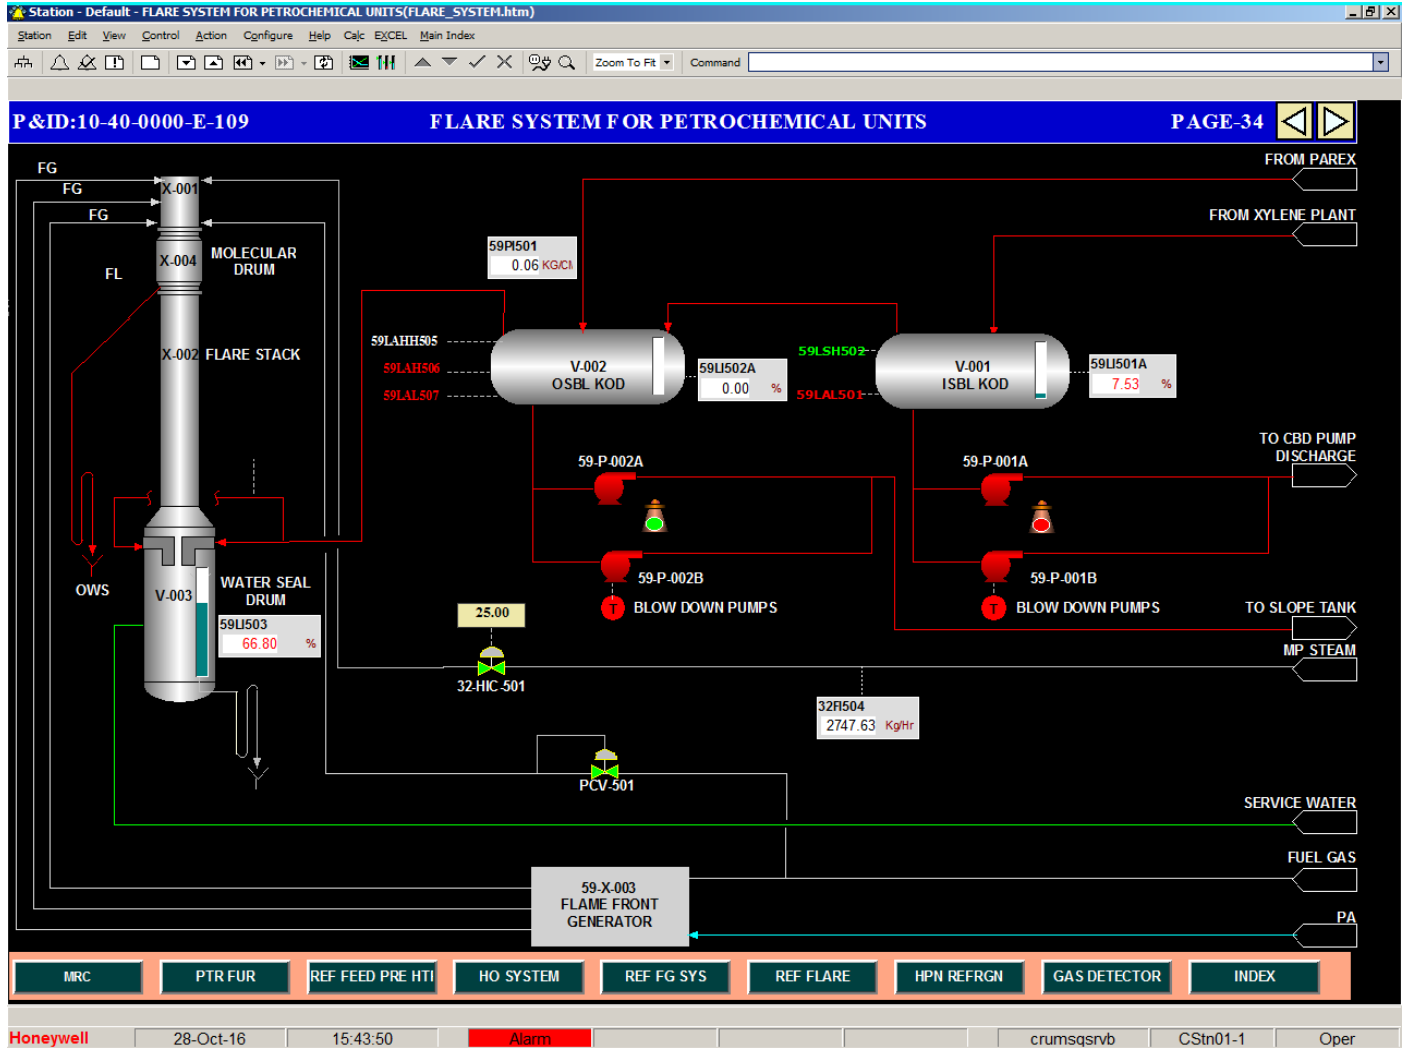 Station - Default - FLARE SYSTEM FOR PETROCHEMICAL UNITS(FLARE_SYSTEM.htm)
Station Edit View Control Action Configure Help Calc EXCEL Main Index
Zoom To Fit Command
P&ID:10-40-0000-E-109 FLARE SYSTEM FOR PETROCHEMICAL UNITS PAGE-34
FROM PAREX
FG
X-001
FG
FG
FROM XYLENE PLANT
59PI501
0.06 KG/C
MOLECULAR
DRUM
X-004
FL
59LAHH505
59LAH506
59LAL507
V-002
OSBL KOD
59LI502A
0.00 %
59LSH502
59LAL501
V-001
ISBL KOD
59LI501A
7.53 %
X-002 FLARE STACK
TO CBD PUMP
DISCHARGE
59-P-002A
59-P-001A
59-P-002B
59-P-001B
T BLOW DOWN PUMPS
T BLOW DOWN PUMPS
OWS
V-003
WATER SEAL
DRUM
59LI503
66.80 %
25.00
32-HIC-501
TO SLOPE TANK
MP STEAM
32FI504
2747.63 Kg/Hr
PCV-501
SERVICE WATER
FUEL GAS
59-X-003
FLAME FRONT
GENERATOR
PA
MRC PTR FUR REF FEED PRE HTI HO SYSTEM REF FG SYS REF FLARE HPN REFRGN GAS DETECTOR INDEX
Honeywell 28-Oct-16 15:43:50 Alarm crumsqsrvb CStn01-1 Oper